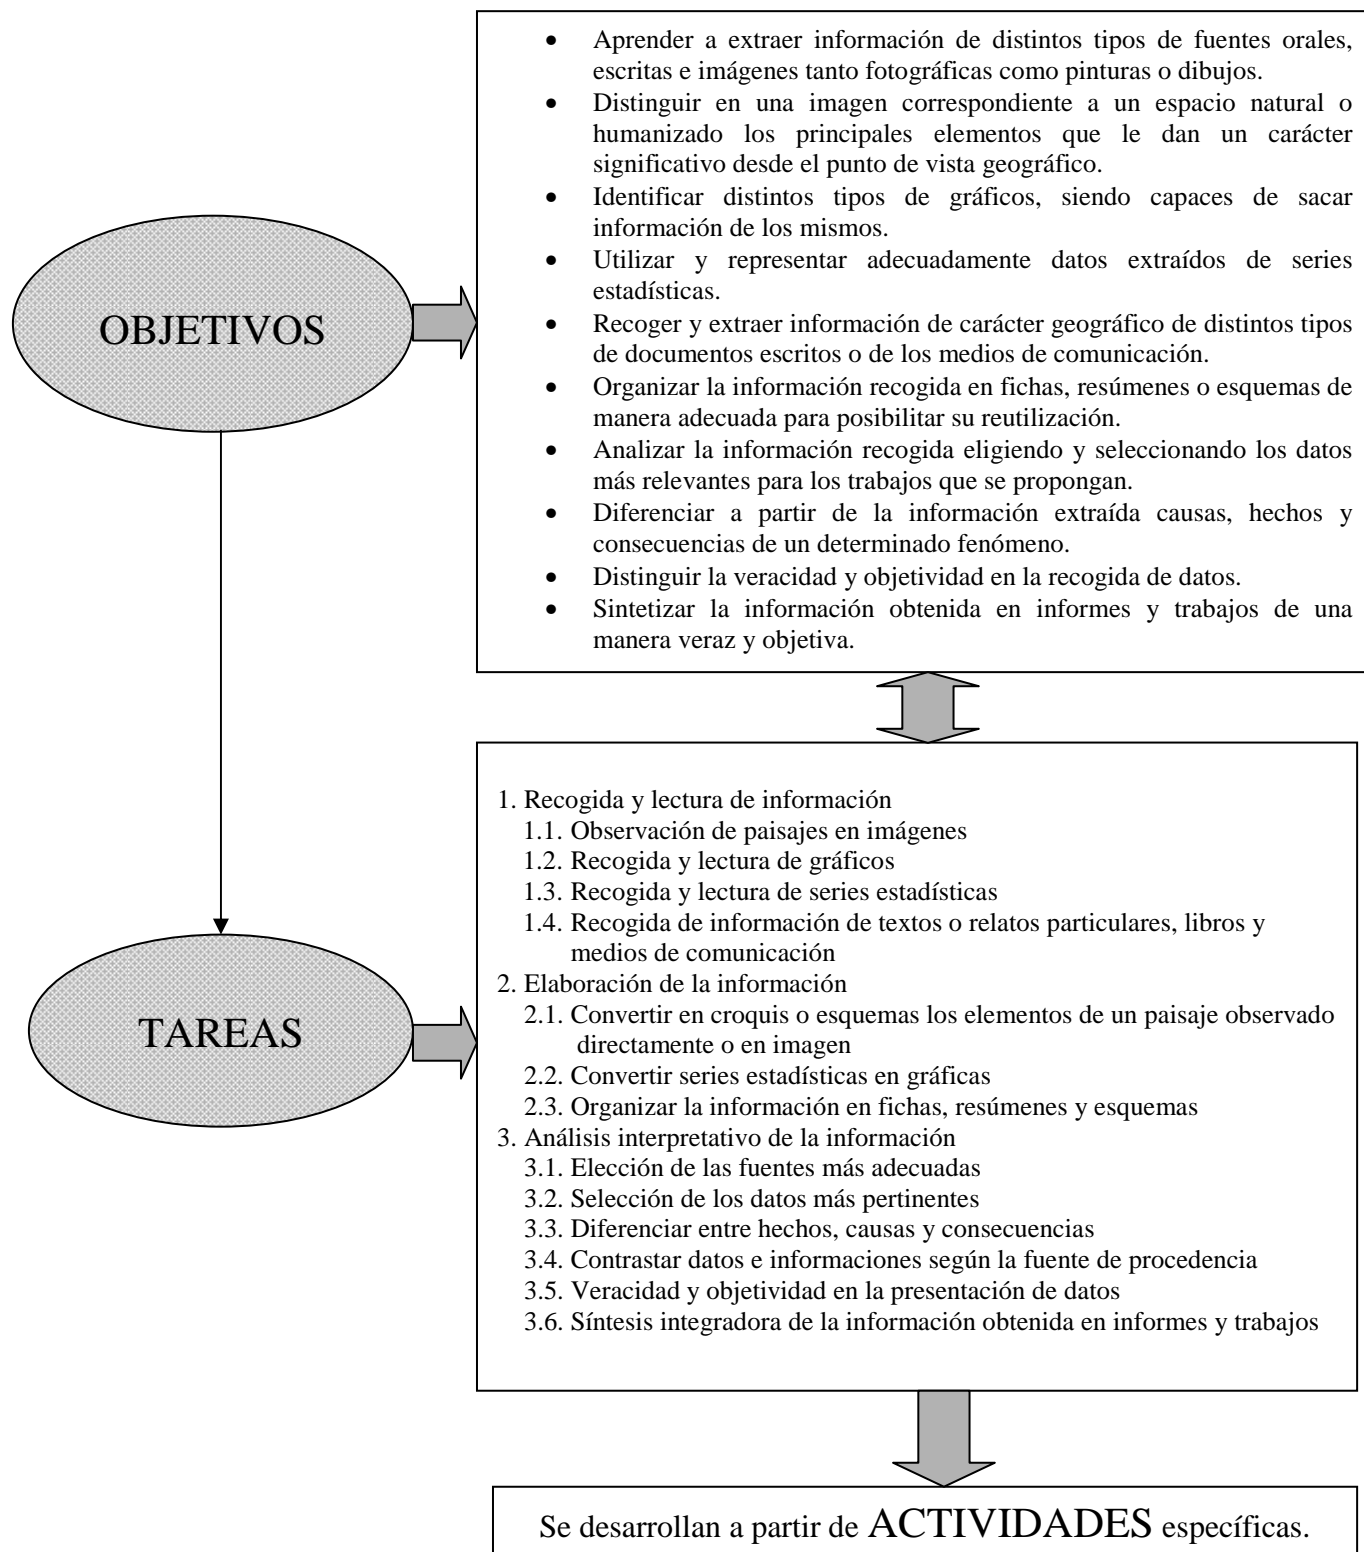 • Aprender a extraer información de distintos tipos de fuentes orales,
escritas e imágenes tanto fotográficas como pinturas o dibujos.
• Distinguir en una imagen correspondiente a un espacio natural o
humanizado los principales elementos que le dan un carácter
significativo desde el punto de vista geográfico.
• Identificar distintos tipos de gráficos, siendo capaces de sacar
información de los mismos.
• Utilizar y representar adecuadamente datos extraídos de series
estadísticas.
• Recoger y extraer información de carácter geográfico de distintos tipos
de documentos escritos o de los medios de comunicación.
• Organizar la información recogida en fichas, resúmenes o esquemas de
manera adecuada para posibilitar su reutilización.
• Analizar la información recogida eligiendo y seleccionando los datos
más relevantes para los trabajos que se propongan.
• Diferenciar a partir de la información extraída causas, hechos y
consecuencias de un determinado fenómeno.
• Distinguir la veracidad y objetividad en la recogida de datos.
• Sintetizar la información obtenida en informes y trabajos de una
manera veraz y objetiva.
OBJETIVOS
1. Recogida y lectura de información
1.1. Observación de paisajes en imágenes
1.2. Recogida y lectura de gráficos
1.3. Recogida y lectura de series estadísticas
1.4. Recogida de información de textos o relatos particulares, libros y
medios de comunicación
2. Elaboración de la información
2.1. Convertir en croquis o esquemas los elementos de un paisaje observado
directamente o en imagen
2.2. Convertir series estadísticas en gráficas
2.3. Organizar la información en fichas, resúmenes y esquemas
3. Análisis interpretativo de la información
3.1. Elección de las fuentes más adecuadas
3.2. Selección de los datos más pertinentes
3.3. Diferenciar entre hechos, causas y consecuencias
3.4. Contrastar datos e informaciones según la fuente de procedencia
3.5. Veracidad y objetividad en la presentación de datos
3.6. Síntesis integradora de la información obtenida en informes y trabajos
TAREAS
Se desarrollan a partir de ACTIVIDADES específicas.